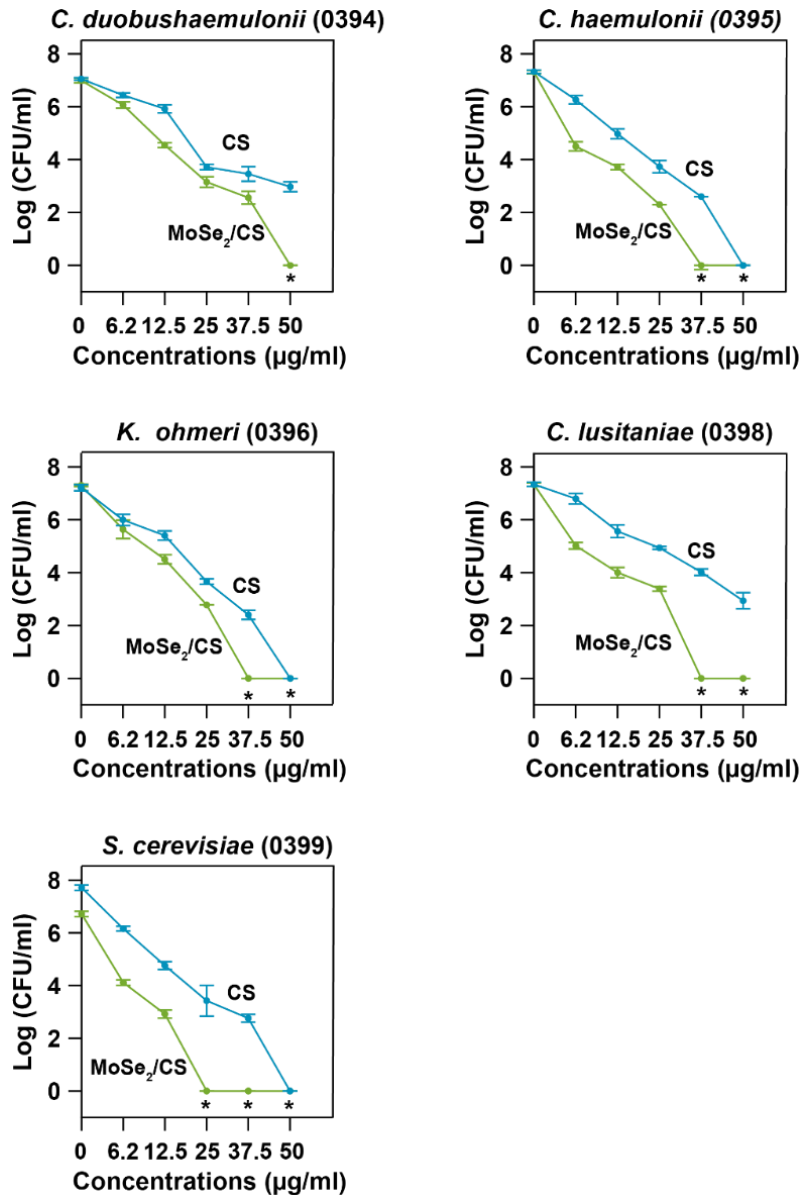 C. duobushaemulonii (0394)
8
6
4
2
0
Log (CFU/ml)
CS
MoSe₂/CS
*
0 6.2 12.5 25 37.5 50
Concentrations (µg/ml)
C. haemulonii (0395)
8
6
4
2
0
Log (CFU/ml)
CS
MoSe₂/CS
* *
0 6.2 12.5 25 37.5 50
Concentrations (µg/ml)
K. ohmeri (0396)
8
6
4
2
0
Log (CFU/ml)
CS
MoSe₂/CS
* *
0 6.2 12.5 25 37.5 50
Concentrations (µg/ml)
C. lusitaniae (0398)
8
6
4
2
0
Log (CFU/ml)
CS
MoSe₂/CS
* *
0 6.2 12.5 25 37.5 50
Concentrations (µg/ml)
S. cerevisiae (0399)
8
6
4
2
0
Log (CFU/ml)
CS
MoSe₂/CS
* * *
0 6.2 12.5 25 37.5 50
Concentrations (µg/ml)